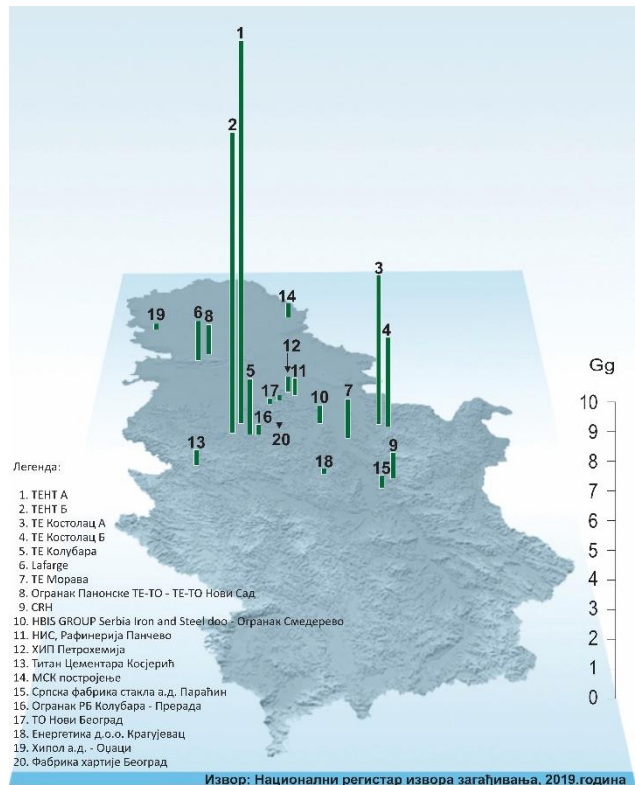 1
2
3
4
5
6
7
8
9
10
11
12
13
14
15
16
17
18
19
20
Gg
10
9
8
7
6
5
4
3
2
1
0
Легенда:
1. ТЕНТ А
2. ТЕНТ Б
3. ТЕ Костолац А
4. ТЕ Костолац Б
5. ТЕ Колубара
6. Lafarge
7. ТЕ Морава
8. Огранак Панонске ТЕ-ТО - ТЕ-ТО Нови Сад
9. CRH
10. HBIS GROUP Serbia Iron and Steel doo - Огранак Смедерево
11. НИС, Рафинерија Панчево
12. ХИП Петрохемија
13. Титан Цементара Косјерић
14. МСК постројење
15. Српска фабрика стакла а.д. Параћин
16. Огранак РБ Колубара - Прерада
17. ТО Нови Београд
18. Енергетика д.о.о. Крагујевац
19. Хипол а.д. - Оџаци
20. Фабрика хартије Београд
Извор: Национални регистар извора загађивања, 2019.година